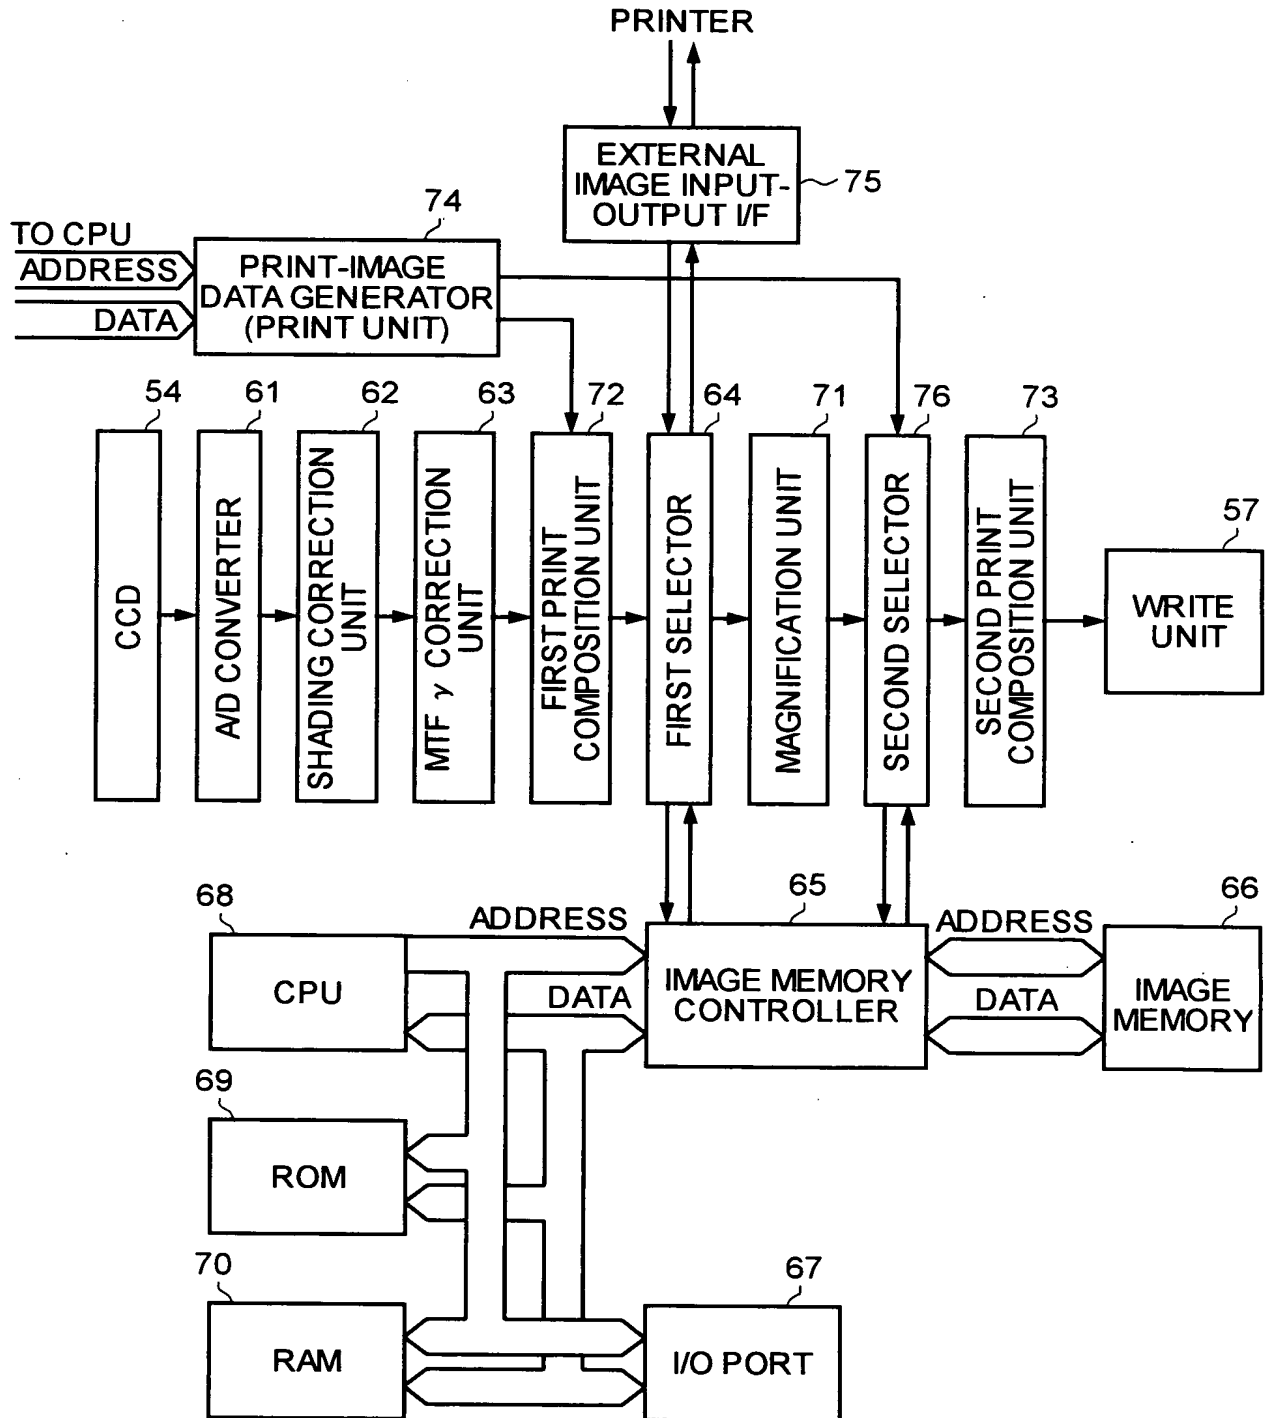 PRINTER
EXTERNAL
IMAGE INPUT-
OUTPUT I/F
75
74
TO CPU
ADDRESS
DATA
PRINT-IMAGE
DATA GENERATOR
(PRINT UNIT)
54
61
62
63
72
64
71
76
73
CCD
A/D CONVERTER
SHADING CORRECTION
UNIT
MTF γ CORRECTION
UNIT
FIRST PRINT
COMPOSITION UNIT
FIRST SELECTOR
MAGNIFICATION UNIT
SECOND SELECTOR
SECOND PRINT
COMPOSITION UNIT
57
WRITE
UNIT
68
CPU
ADDRESS
DATA
65
IMAGE MEMORY
CONTROLLER
ADDRESS
DATA
66
IMAGE
MEMORY
69
ROM
70
RAM
67
I/O PORT